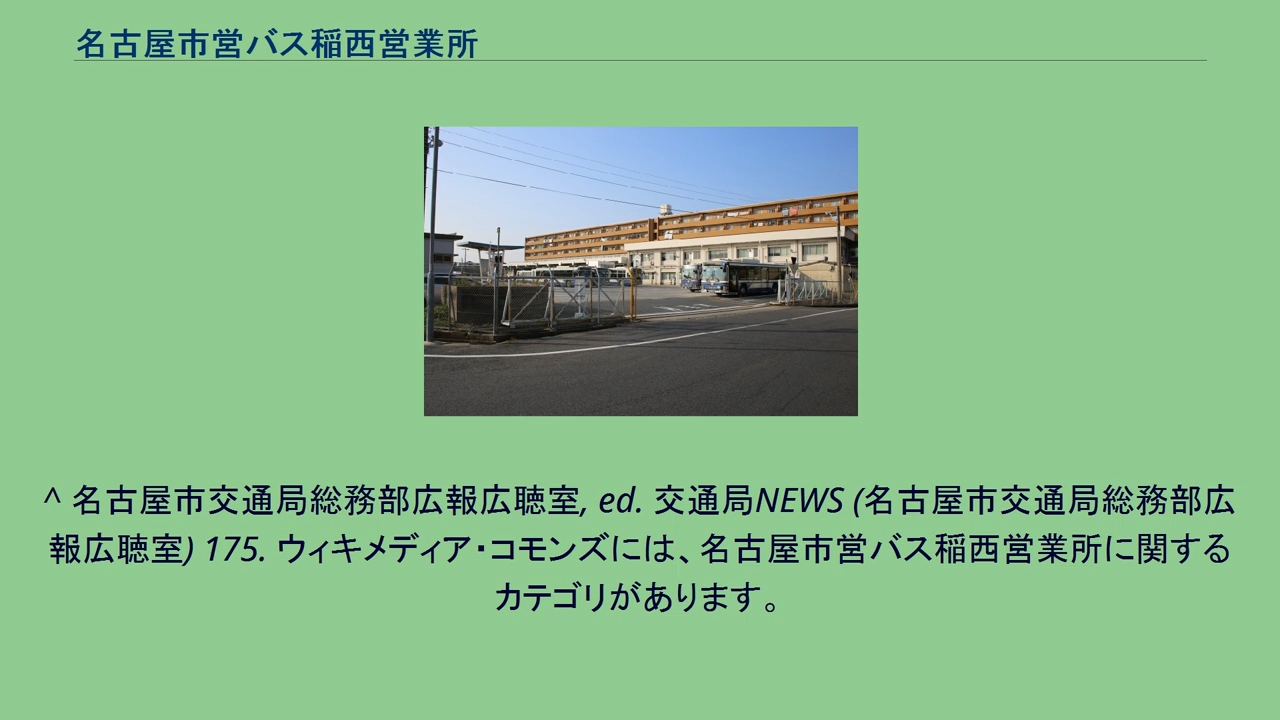 名古屋市営バス稲西営業所
^ 名古屋市交通局総務部広報広聴室, ed. 交通局NEWS (名古屋市交通局総務部広
報広聴室) 175. ウィキメディア・コモンズには、名古屋市営バス稲西営業所に関する
カテゴリがあります。